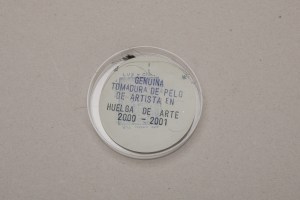 GENUINA
TOMADURA DE PELO
DE ARTISTA EN
HUELGA DE ARTE
2000 - 2001